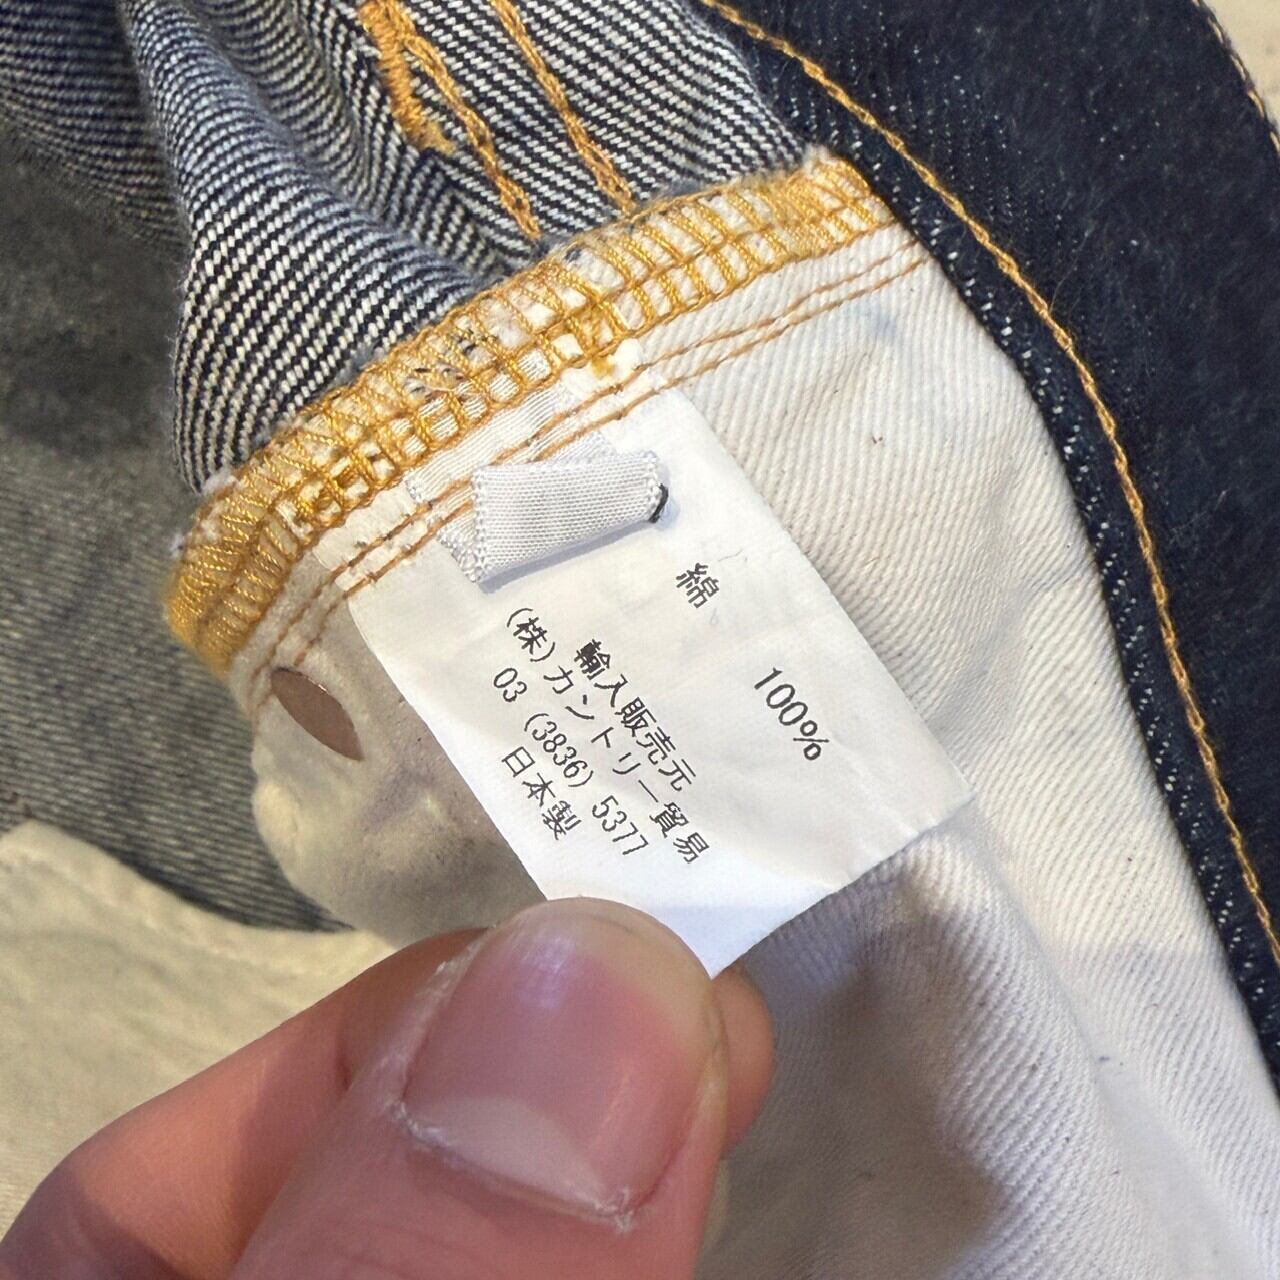 綿 100%
輸入販売元
(株)カントリー貿易
03 (3836) 5377
日本製